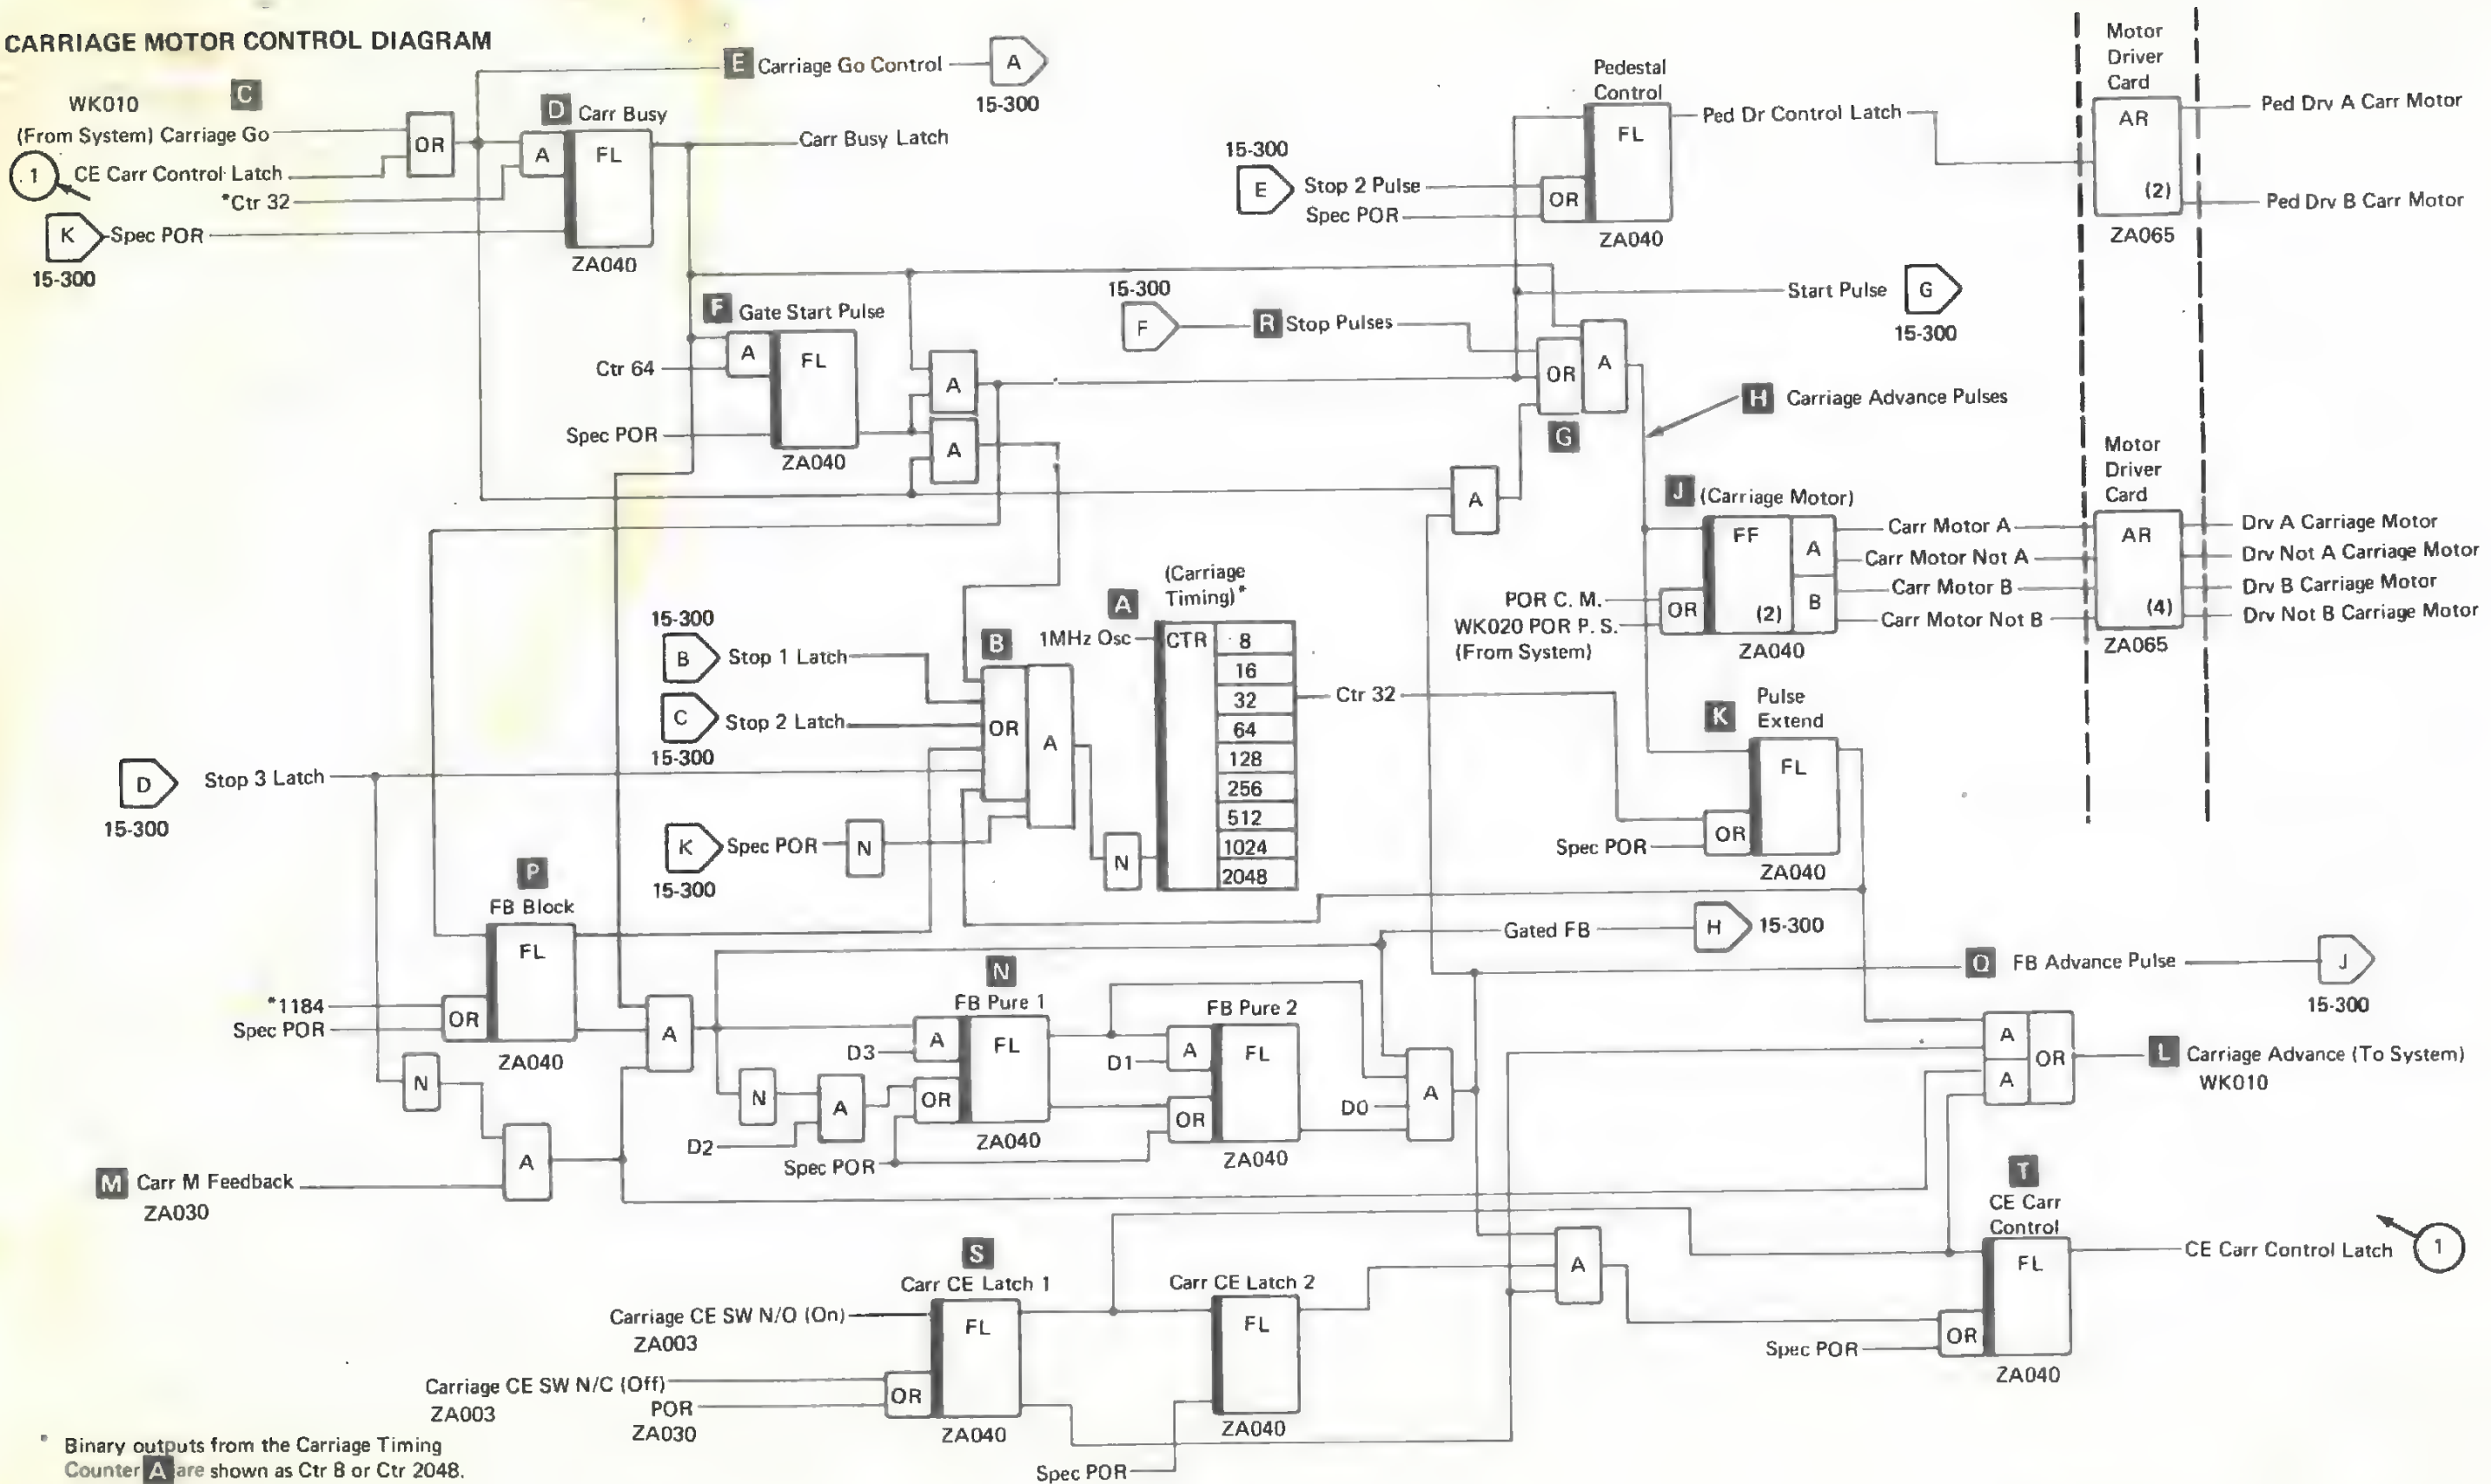 CARRIAGE MOTOR CONTROL DIAGRAM
WK010
C
(From System) Carriage Go
1
CE Carr Control Latch
*Ctr 32
K
Spec POR
15-300
OR
E
Carriage Go Control
A
15-300
D
Carr Busy
A
FL
ZA040
Carr Busy Latch
F
Gate Start Pulse
A
FL
Ctr 64
Spec POR
ZA040
A
A
15-300
E
Stop 2 Pulse
Spec POR
Pedestal
Control
FL
OR
ZA040
Ped Dr Control Latch
Motor
Driver
Card
AR
(2)
ZA065
Ped Drv A Carr Motor
Ped Drv B Carr Motor
15-300
F
R
Stop Pulses
OR
A
G
Start Pulse
G
15-300
H
Carriage Advance Pulses
A
J
(Carriage Motor)
FF
A
(2)
B
OR
POR C. M.
WK020 POR P. S.
(From System)
ZA040
Carr Motor A
Carr Motor Not A
Carr Motor B
Carr Motor Not B
Motor
Driver
Card
AR
(4)
ZA065
Drv A Carriage Motor
Drv Not A Carriage Motor
Drv B Carriage Motor
Drv Not B Carriage Motor
15-300
B
Stop 1 Latch
C
Stop 2 Latch
15-300
B
OR
A
D
Stop 3 Latch
15-300
K
Spec POR
N
15-300
N
A
(Carriage
Timing)*
1MHz Osc
CTR
8
16
32
64
128
256
512
1024
2048
Ctr 32
K
Pulse
Extend
FL
OR
Spec POR
ZA040
P
FB Block
FL
*1184
Spec POR
OR
ZA040
A
N
A
M
Carr M Feedback
ZA030
N
FB Pure 1
A
FL
D3
N
A
OR
D2
Spec POR
ZA040
FB Pure 2
D1
A
FL
OR
ZA040
D0
A
Gated FB
H
15-300
Q
FB Advance Pulse
J
15-300
A
OR
A
L
Carriage Advance (To System)
WK010
S
Carr CE Latch 1
FL
Carriage CE SW N/O (On)
ZA003
Carriage CE SW N/C (Off)
ZA003
POR
ZA030
OR
ZA040
Carr CE Latch 2
FL
ZA040
Spec POR
A
T
CE Carr
Control
FL
OR
Spec POR
ZA040
CE Carr Control Latch
1
* Binary outputs from the Carriage Timing
Counter A are shown as Ctr 8 or Ctr 2048.